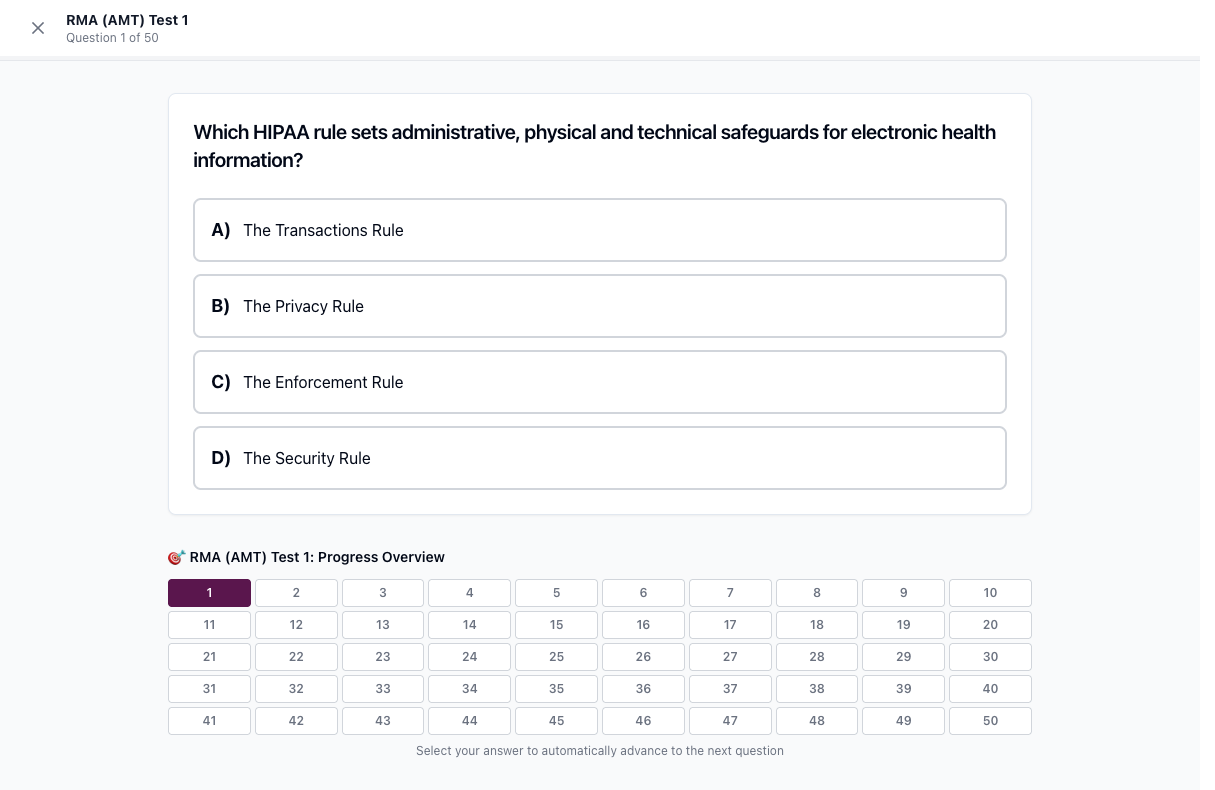 RMA (AMT) Test 1
Question 1 of 50
Which HIPAA rule sets administrative, physical and technical safeguards for electronic health
information?
A) The Transactions Rule
B) The Privacy Rule
C) The Enforcement Rule
D) The Security Rule
RMA (AMT) Test 1: Progress Overview
1 2 3 4 5 6 7 8 9 10
11 12 13 14 15 16 17 18 19 20
21 22 23 24 25 26 27 28 29 30
31 32 33 34 35 36 37 38 39 40
41 42 43 44 45 46 47 48 49 50
Select your answer to automatically advance to the next question